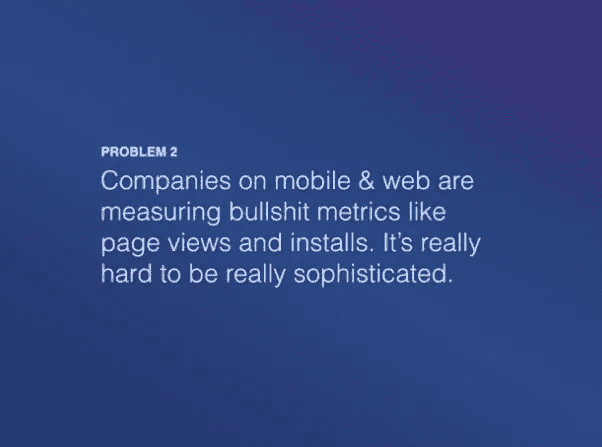 PROBLEM 2
Companies on mobile & web are
measuring bullshit metrics like
page views and installs. It's really
hard to be really sophisticated.